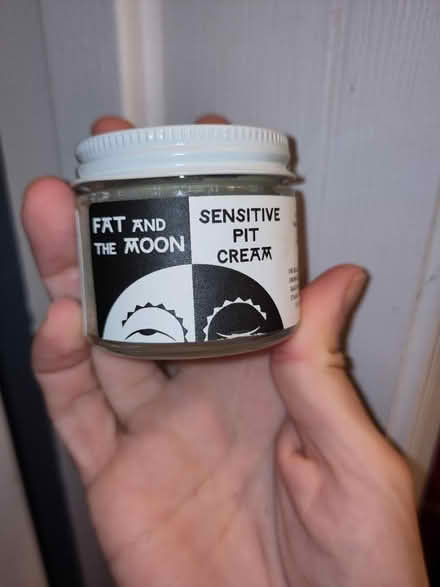 FAT AND
THE MOON
SENSITIVE
PIT
CREAM